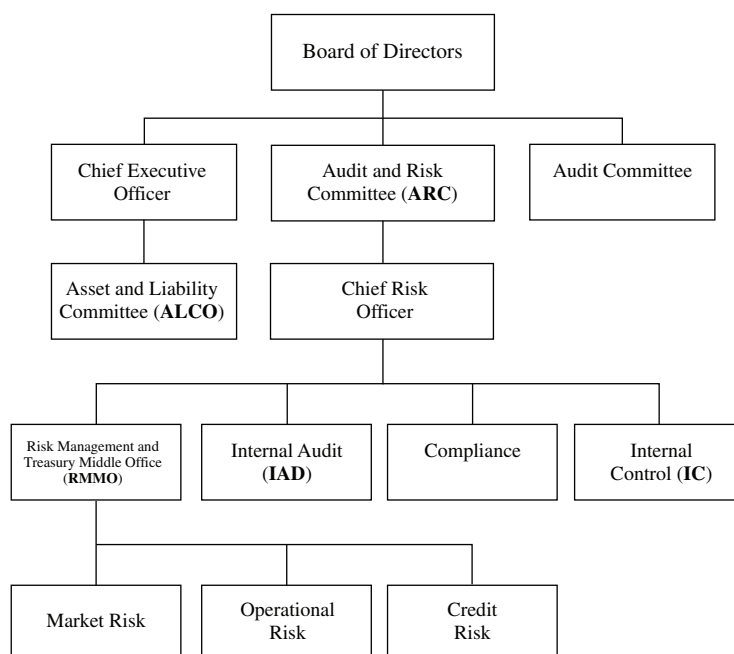 Board of Directors
Chief Executive
Officer
Audit and Risk
Committee (ARC)
Audit Committee
Asset and Liability
Committee (ALCO)
Chief Risk
Officer
Risk Management and
Treasury Middle Office
(RMMO)
Internal Audit
(IAD)
Compliance
Internal
Control (IC)
Market Risk
Operational
Risk
Credit
Risk